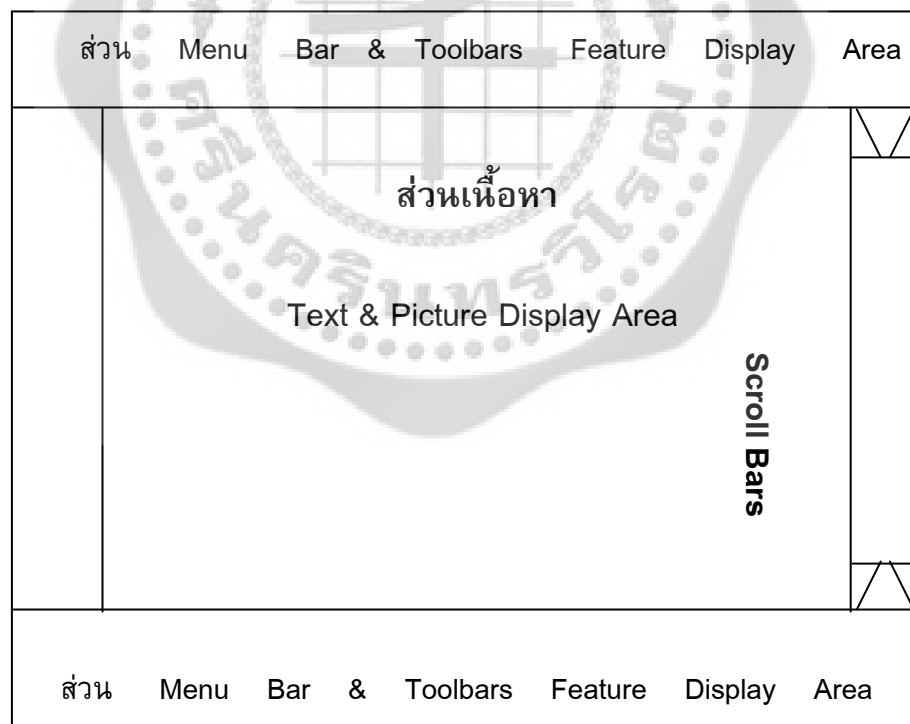 ส่วน Menu Bar & Toolbars Feature Display Area
ส่วนเนื้อหา
Text & Picture Display Area
Scroll Bars
ส่วน Menu Bar & Toolbars Feature Display Area